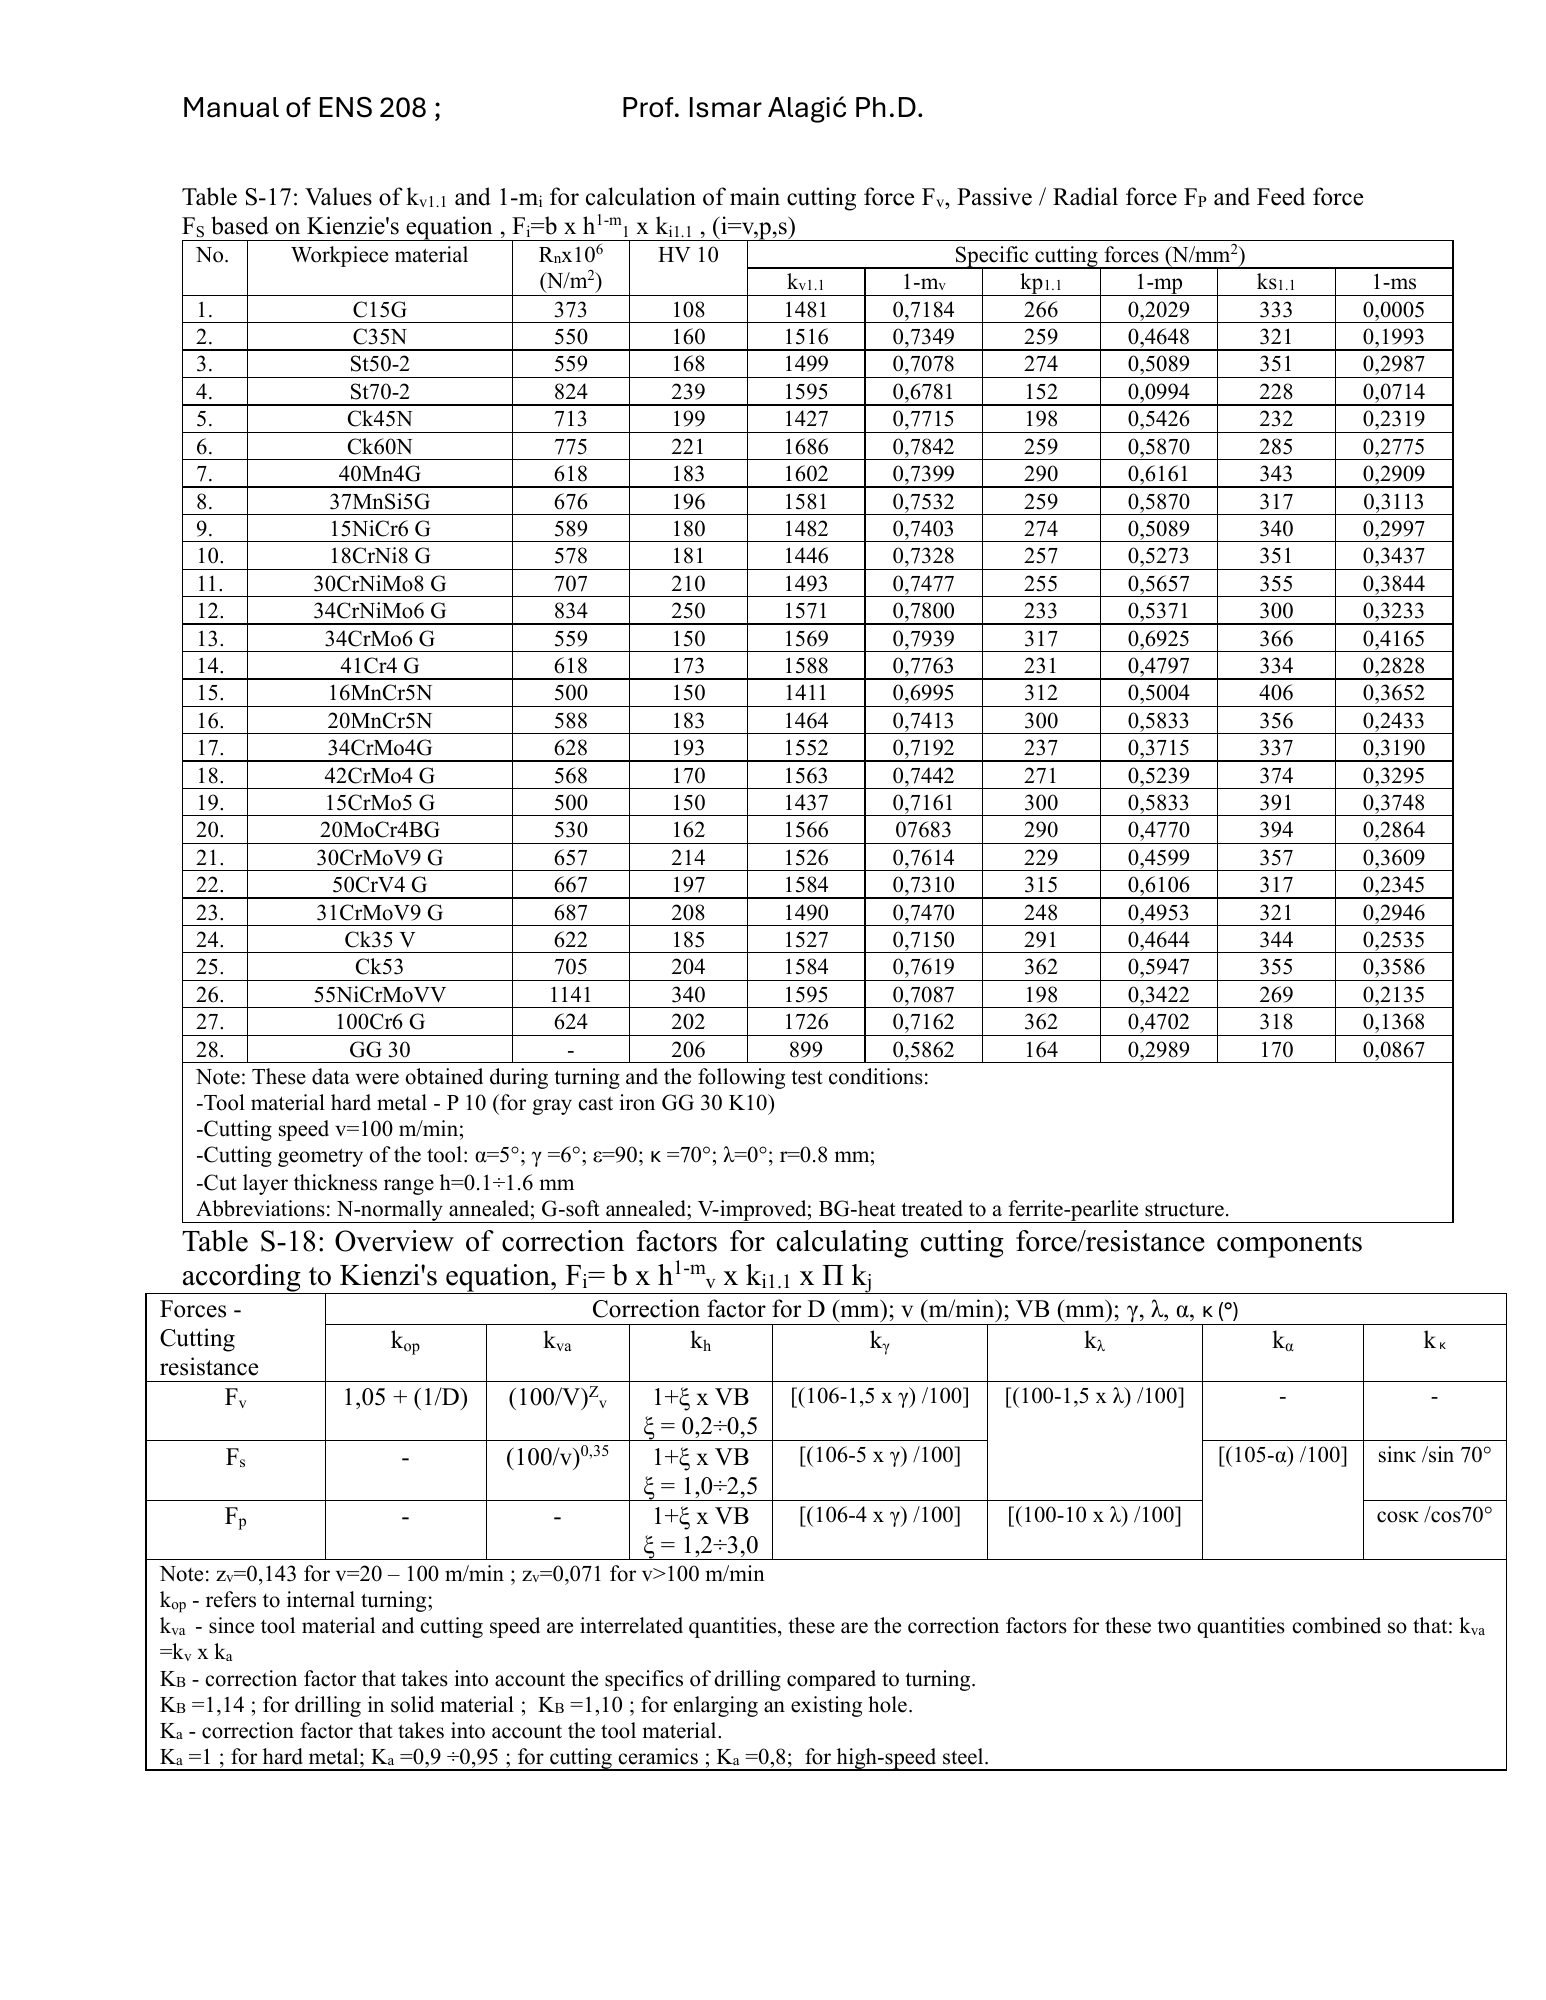 Manual of ENS 208 ; Prof. Ismar Alagić Ph.D.
Table S-17: Values of kv1.1 and 1-mi for calculation of main cutting force Fv, Passive / Radial force FP and Feed force
FS based on Kienzie's equation , Fi=b x h1-m1 x ki1.1 , (i=v,p,s)
No. Workpiece material Rnx10⁶ (N/m²) HV 10 Specific cutting forces (N/mm²)
kv1.1 1-mv kp1.1 1-mp ks1.1 1-ms
1. C15G 373 108 1481 0,7184 266 0,2029 333 0,0005
2. C35N 550 160 1516 0,7349 259 0,4648 321 0,1993
3. St50-2 559 168 1499 0,7078 274 0,5089 351 0,2987
4. St70-2 824 239 1595 0,6781 152 0,0994 228 0,0714
5. Ck45N 713 199 1427 0,7715 198 0,5426 232 0,2319
6. Ck60N 775 221 1686 0,7842 259 0,5870 285 0,2775
7. 40Mn4G 618 183 1602 0,7399 290 0,6161 343 0,2909
8. 37MnSi5G 676 196 1581 0,7532 259 0,5870 317 0,3113
9. 15NiCr6 G 589 180 1482 0,7403 274 0,5089 340 0,2997
10. 18CrNi8 G 578 181 1446 0,7328 257 0,5273 351 0,3437
11. 30CrNiMo8 G 707 210 1493 0,7477 255 0,5657 355 0,3844
12. 34CrNiMo6 G 834 250 1571 0,7800 233 0,5371 300 0,3233
13. 34CrMo6 G 559 150 1569 0,7939 317 0,6925 366 0,4165
14. 41Cr4 G 618 173 1588 0,7763 231 0,4797 334 0,2828
15. 16MnCr5N 500 150 1411 0,6995 312 0,5004 406 0,3652
16. 20MnCr5N 588 183 1464 0,7413 300 0,5833 356 0,2433
17. 34CrMo4G 628 193 1552 0,7192 237 0,3715 337 0,3190
18. 42CrMo4 G 568 170 1563 0,7442 271 0,5239 374 0,3295
19. 15CrMo5 G 500 150 1437 0,7161 300 0,5833 391 0,3748
20. 20MoCr4BG 530 162 1566 07683 290 0,4770 394 0,2864
21. 30CrMoV9 G 657 214 1526 0,7614 229 0,4599 357 0,3609
22. 50CrV4 G 667 197 1584 0,7310 315 0,6106 317 0,2345
23. 31CrMoV9 G 687 208 1490 0,7470 248 0,4953 321 0,2946
24. Ck35 V 622 185 1527 0,7150 291 0,4644 344 0,2535
25. Ck53 705 204 1584 0,7619 362 0,5947 355 0,3586
26. 55NiCrMoVV 1141 340 1595 0,7087 198 0,3422 269 0,2135
27. 100Cr6 G 624 202 1726 0,7162 362 0,4702 318 0,1368
28. GG 30 - 206 899 0,5862 164 0,2989 170 0,0867
Note: These data were obtained during turning and the following test conditions:
-Tool material hard metal - P 10 (for gray cast iron GG 30 K10)
-Cutting speed v=100 m/min;
-Cutting geometry of the tool: α=5°; γ =6°; ε=90; κ =70°; λ=0°; r=0.8 mm;
-Cut layer thickness range h=0.1÷1.6 mm
Abbreviations: N-normally annealed; G-soft annealed; V-improved; BG-heat treated to a ferrite-pearlite structure.
Table S-18: Overview of correction factors for calculating cutting force/resistance components
according to Kienzi's equation, Fi= b x h1-mv x ki1.1 x Π kj
Forces - Cutting resistance Correction factor for D (mm); v (m/min); VB (mm); γ, λ, α, κ (°)
kop kva kh kγ kλ kα kκ
Fv 1,05 + (1/D) (100/V)Zv 1+ξ x VB [(106-1,5 x γ) /100] [(100-1,5 x λ) /100] - -
ξ = 0,2÷0,5
Fs - (100/v)0,35 1+ξ x VB [(106-5 x γ) /100] [(105-α) /100] sinκ /sin 70°
ξ = 1,0÷2,5
Fp - - 1+ξ x VB [(106-4 x γ) /100] [(100-10 x λ) /100] cosκ /cos70°
ξ = 1,2÷3,0
Note: zv=0,143 for v=20 – 100 m/min ; zv=0,071 for v>100 m/min
kop - refers to internal turning;
kva - since tool material and cutting speed are interrelated quantities, these are the correction factors for these two quantities combined so that: kva
=kv x ka
KB - correction factor that takes into account the specifics of drilling compared to turning.
KB =1,14 ; for drilling in solid material ; KB =1,10 ; for enlarging an existing hole.
Ka - correction factor that takes into account the tool material.
Ka =1 ; for hard metal; Ka =0,9 ÷0,95 ; for cutting ceramics ; Ka =0,8; for high-speed steel.